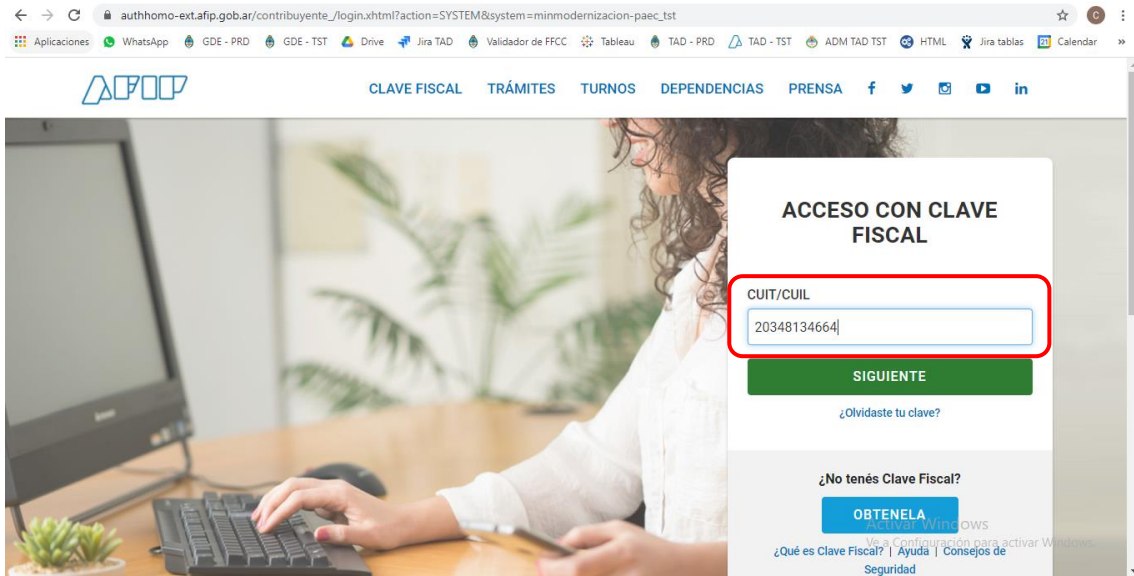 authhomo-ext.afip.gob.ar/contribuyente_/login.xhtml?action=SYSTEM&system=minmodernizacion-paec_tst
C
Aplicaciones WhatsApp GDE - PRD GDE - TST Drive Jira TAD Validador de FFCC Tableau TAD - PRD TAD - TST ADM TAD TST HTML Jira tablas 21 Calendar »
AFIP CLAVE FISCAL TRÁMITES TURNOS DEPENDENCIAS PRENSA
ACCESO CON CLAVE
FISCAL
CUIT/CUIL
20348134664
SIGUIENTE
¿Olvidaste tu clave?
¿No tenés Clave Fiscal?
OBTENELA
Activar Windows
Ve a Configuración para activar Windows.
¿Qué es Clave Fiscal? | Ayuda | Consejos de
Seguridad
lenovo